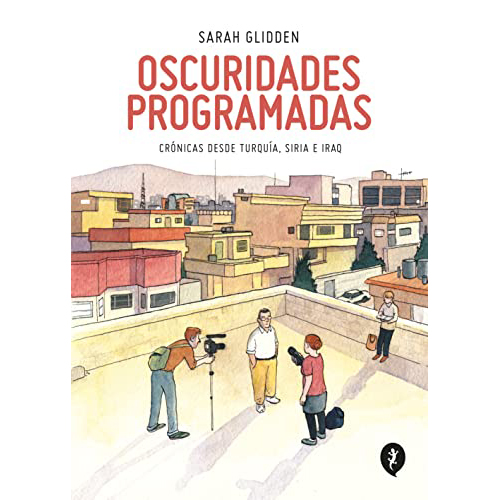 SARAH GLIDDEN
OSCURIDADES
PROGRAMADAS
CRÓNICAS DESDE TURQUÍA, SIRIA E IRAQ